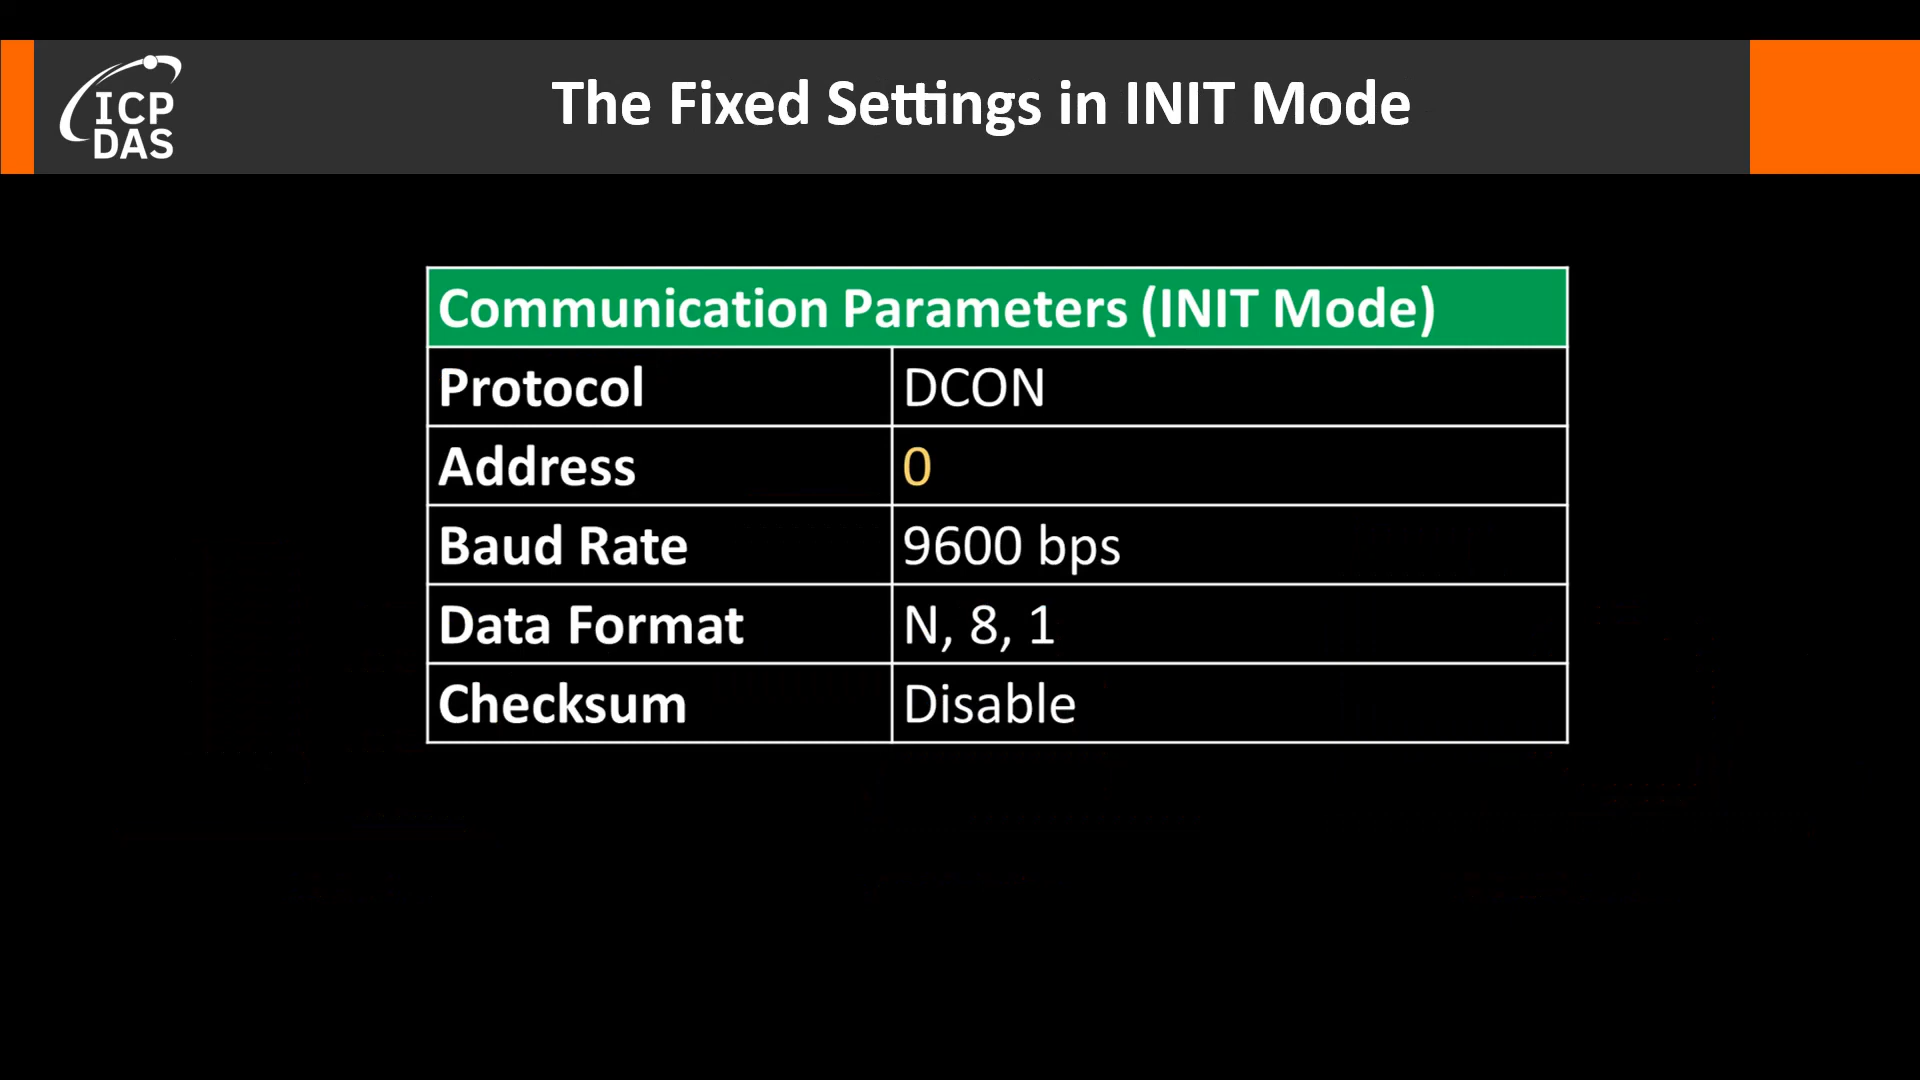 ICP
DAS
The Fixed Settings in INIT Mode
Communication Parameters (INIT Mode)
Protocol DCON
Address 0
Baud Rate 9600 bps
Data Format N, 8, 1
Checksum Disable